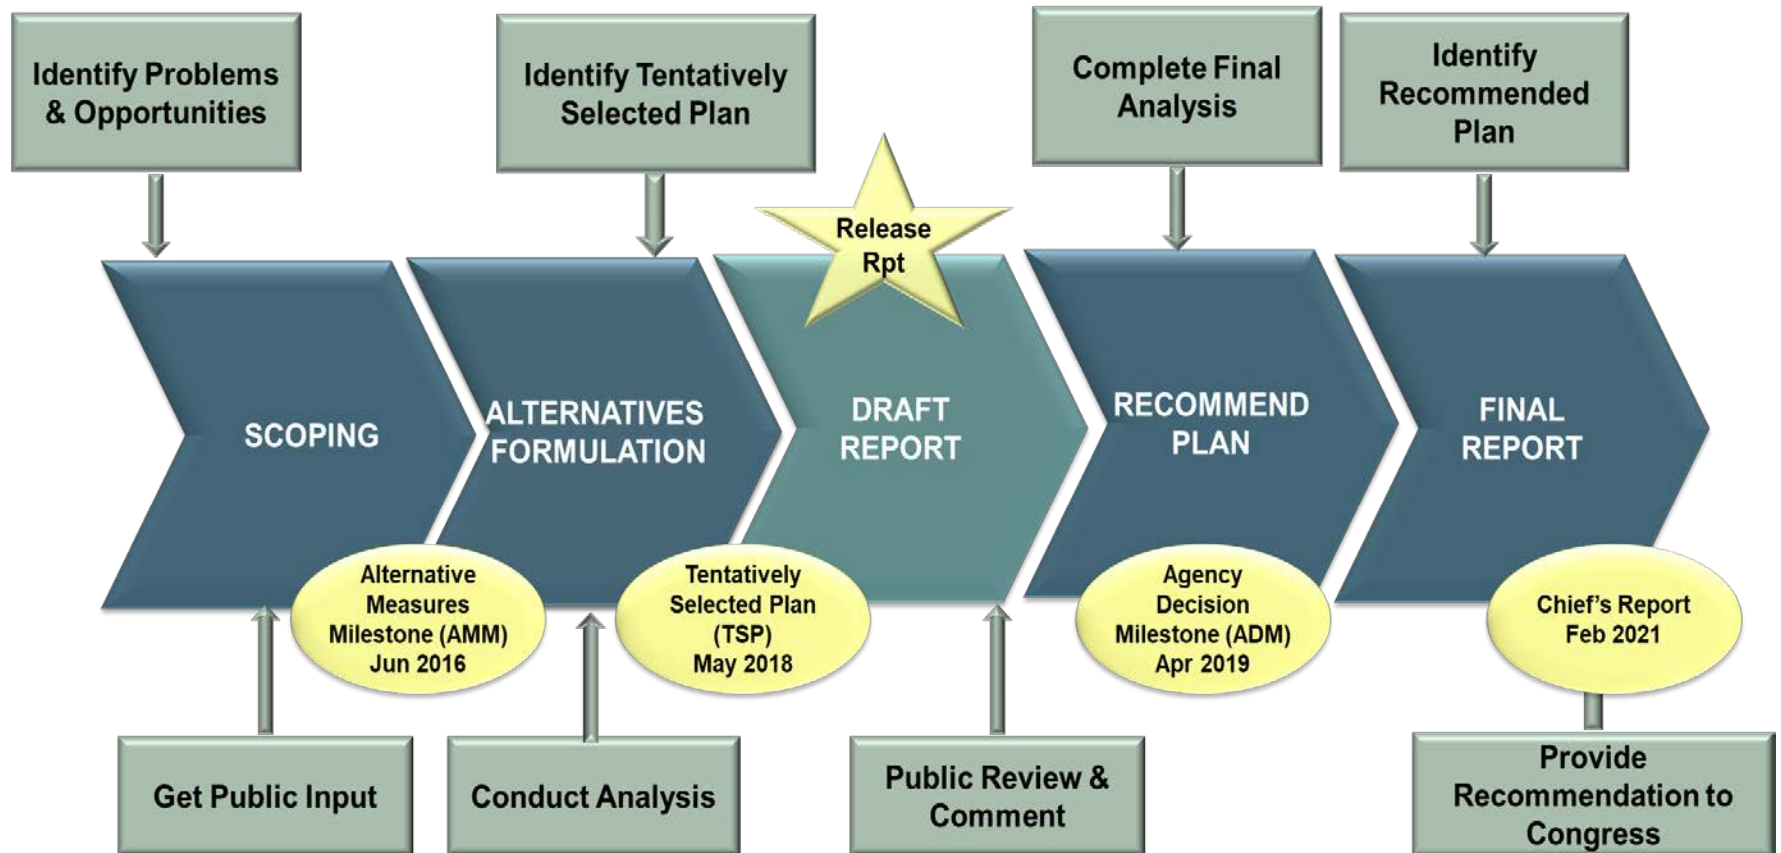 Identify Problems
& Opportunities
Identify Tentatively
Selected Plan
Complete Final
Analysis
Identify
Recommended
Plan
Release
Rpt
SCOPING
ALTERNATIVES
FORMULATION
DRAFT
REPORT
RECOMMEND
PLAN
FINAL
REPORT
Alternative
Measures
Milestone (AMM)
Jun 2016
Tentatively
Selected Plan
(TSP)
May 2018
Agency
Decision
Milestone (ADM)
Apr 2019
Chief's Report
Feb 2021
Get Public Input
Conduct Analysis
Public Review &
Comment
Provide
Recommendation to
Congress